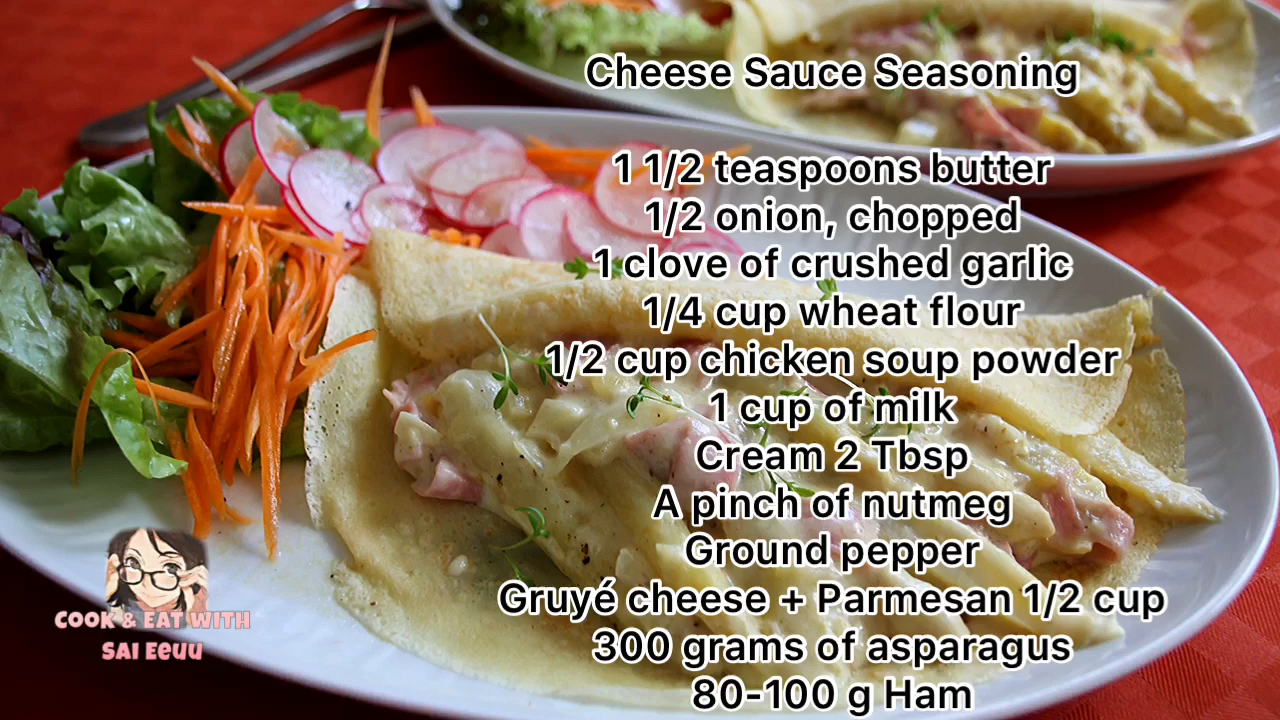 Cheese Sauce Seasoning
1 1/2 teaspoons butter
1/2 onion, chopped
1 clove of crushed garlic
1/4 cup wheat flour
1/2 cup chicken soup powder
1 cup of milk
Cream 2 Tbsp
A pinch of nutmeg
Ground pepper
Gruyé cheese + Parmesan 1/2 cup
300 grams of asparagus
80-100 g Ham
COOK & EAT WITH
SAI Eeuu